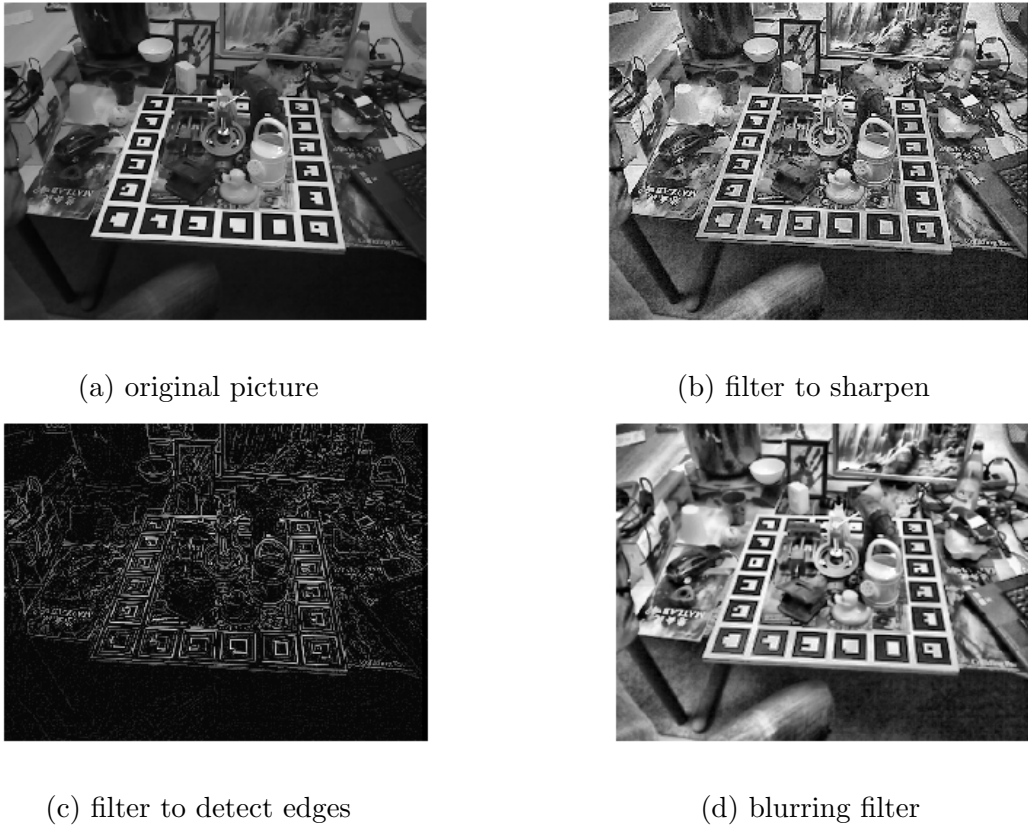 (a) original picture
(b) filter to sharpen
(c) filter to detect edges
(d) blurring filter